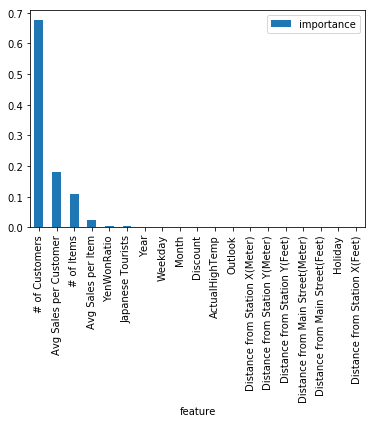 0.7
0.6
0.5
0.4
0.3
0.2
0.1
0.0
importance
# of Customers
Avg Sales per Customer
# of Items
Avg Sales per Item
YenWonRatio
Japanese Tourists
Year
Weekday
Month
Discount
ActualHighTemp
Outlook
Distance from Station X(Meter)
Distance from Station Y(Meter)
Distance from Station Y(Feet)
Distance from Main Street(Meter)
Distance from Main Street(Feet)
Holiday
Distance from Station X(Feet)
feature